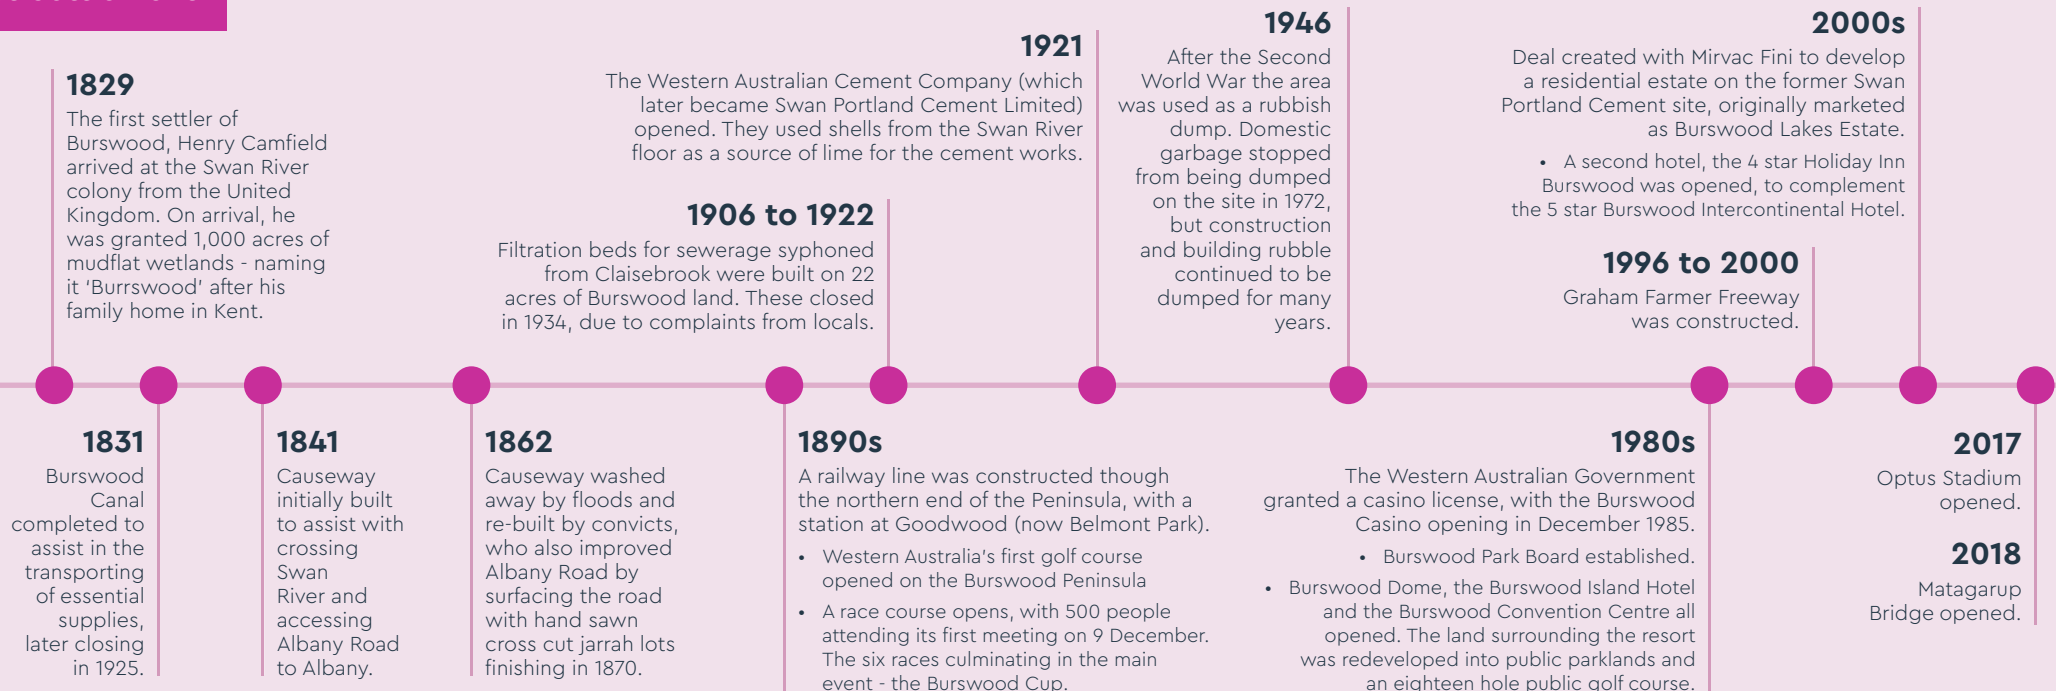 1829
The first settler of
Burswood, Henry Camfield
arrived at the Swan River
colony from the United
Kingdom. On arrival, he
was granted 1,000 acres of
mudflat wetlands - naming
it ‘Burrswood’ after his
family home in Kent.
1831
Burswood
Canal
completed to
assist in the
transporting
of essential
supplies,
later closing
in 1925.
1841
Causeway
initially built
to assist with
crossing
Swan
River and
accessing
Albany Road
to Albany.
1862
Causeway washed
away by floods and
re-built by convicts,
who also improved
Albany Road by
surfacing the road
with hand sawn
cross cut jarrah lots
finishing in 1870.
1890s
A railway line was constructed though
the northern end of the Peninsula, with a
station at Goodwood (now Belmont Park).
• Western Australia’s first golf course
opened on the Burswood Peninsula
• A race course opens, with 500 people
attending its first meeting on 9 December.
The six races culminating in the main
event - the Burswood Cup.
1906 to 1922
Filtration beds for sewerage syphoned
from Claisebrook were built on 22
acres of Burswood land. These closed
in 1934, due to complaints from locals.
1921
The Western Australian Cement Company (which
later became Swan Portland Cement Limited)
opened. They used shells from the Swan River
floor as a source of lime for the cement works.
1946
After the Second
World War the area
was used as a rubbish
dump. Domestic
garbage stopped
from being dumped
on the site in 1972,
but construction
and building rubble
continued to be
dumped for many
years.
1980s
The Western Australian Government
granted a casino license, with the Burswood
Casino opening in December 1985.
• Burswood Park Board established.
• Burswood Dome, the Burswood Island Hotel
and the Burswood Convention Centre all
opened. The land surrounding the resort
was redeveloped into public parklands and
an eighteen hole public golf course.
1996 to 2000
Graham Farmer Freeway
was constructed.
2000s
Deal created with Mirvac Fini to develop
a residential estate on the former Swan
Portland Cement site, originally marketed
as Burswood Lakes Estate.
• A second hotel, the 4 star Holiday Inn
Burswood was opened, to complement
the 5 star Burswood Intercontinental Hotel.
2017
Optus Stadium
opened.
2018
Matagarup
Bridge opened.